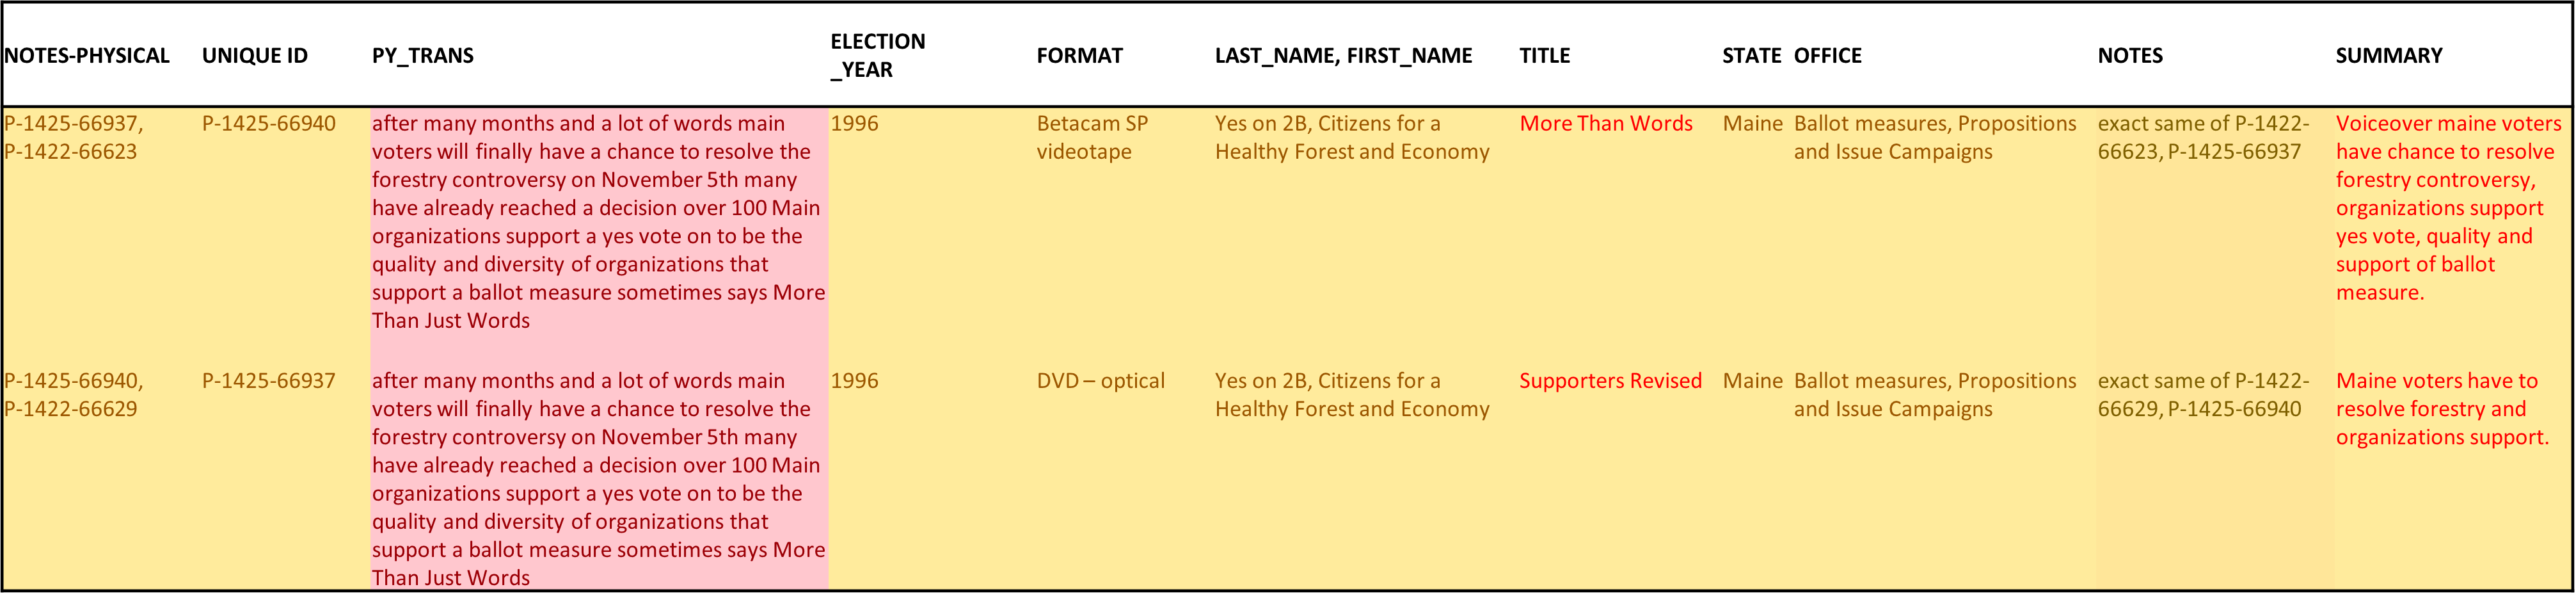 NOTES-PHYSICAL UNIQUE ID PY_TRANS ELECTION _YEAR FORMAT LAST_NAME, FIRST_NAME TITLE STATE OFFICE NOTES SUMMARY
P-1425-66937,
P-1422-66623
P-1425-66940
after many months and a lot of words main
voters will finally have a chance to resolve the
forestry controversy on November 5th many
have already reached a decision over 100 Main
organizations support a yes vote on to be the
quality and diversity of organizations that
support a ballot measure sometimes says More
Than Just Words
1996
Betacam SP
videotape
Yes on 2B, Citizens for a
Healthy Forest and Economy
More Than Words
Maine
Ballot measures, Propositions
and Issue Campaigns
exact same of P-1422-
66623, P-1425-66937
Voiceover maine voters
have chance to resolve
forestry controversy,
organizations support
yes vote, quality and
support of ballot
measure.
P-1425-66940,
P-1422-66629
P-1425-66937
after many months and a lot of words main
voters will finally have a chance to resolve the
forestry controversy on November 5th many
have already reached a decision over 100 Main
organizations support a yes vote on to be the
quality and diversity of organizations that
support a ballot measure sometimes says More
Than Just Words
1996
DVD – optical
Yes on 2B, Citizens for a
Healthy Forest and Economy
Supporters Revised
Maine
Ballot measures, Propositions
and Issue Campaigns
exact same of P-1422-
66629, P-1425-66940
Maine voters have to
resolve forestry and
organizations support.